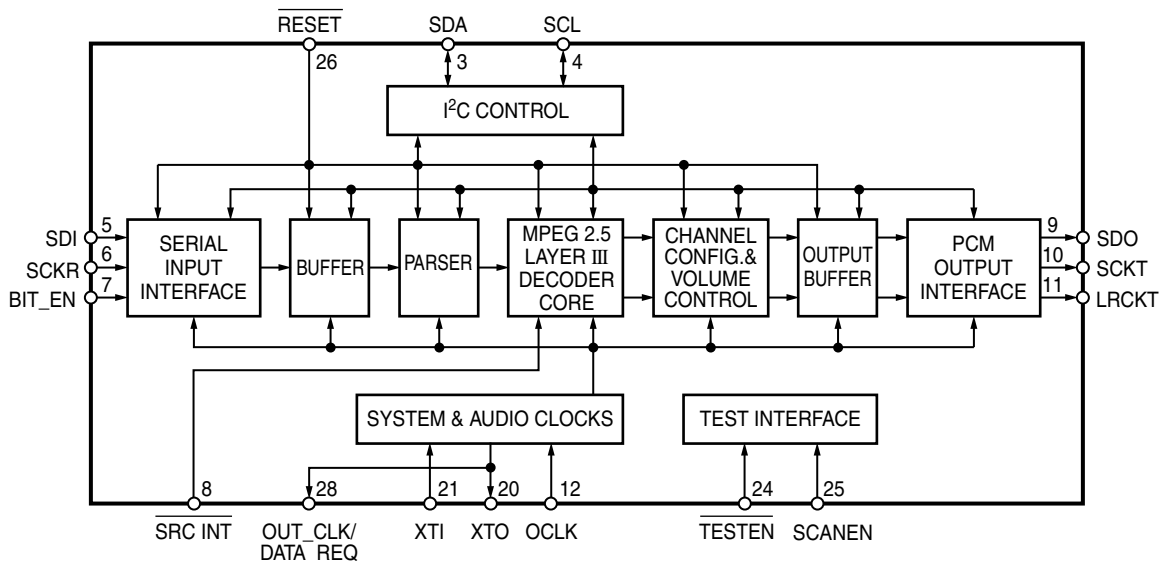 RESET SDA SCL
26 3 4
I²C CONTROL
SDI 5
SCKR 6
BIT_EN 7
SERIAL
INPUT
INTERFACE
BUFFER
PARSER
MPEG 2.5
LAYER III
DECODER
CORE
CHANNEL
CONFIG.&
VOLUME
CONTROL
OUTPUT
BUFFER
PCM
OUTPUT
INTERFACE
9 SDO
10 SCKT
11 LRCKT
SYSTEM & AUDIO CLOCKS
TEST INTERFACE
8 28 21 20 12 24 25
SRC INT
OUT_CLK/
DATA REQ
XTI
XTO
OCLK
TESTEN
SCANEN